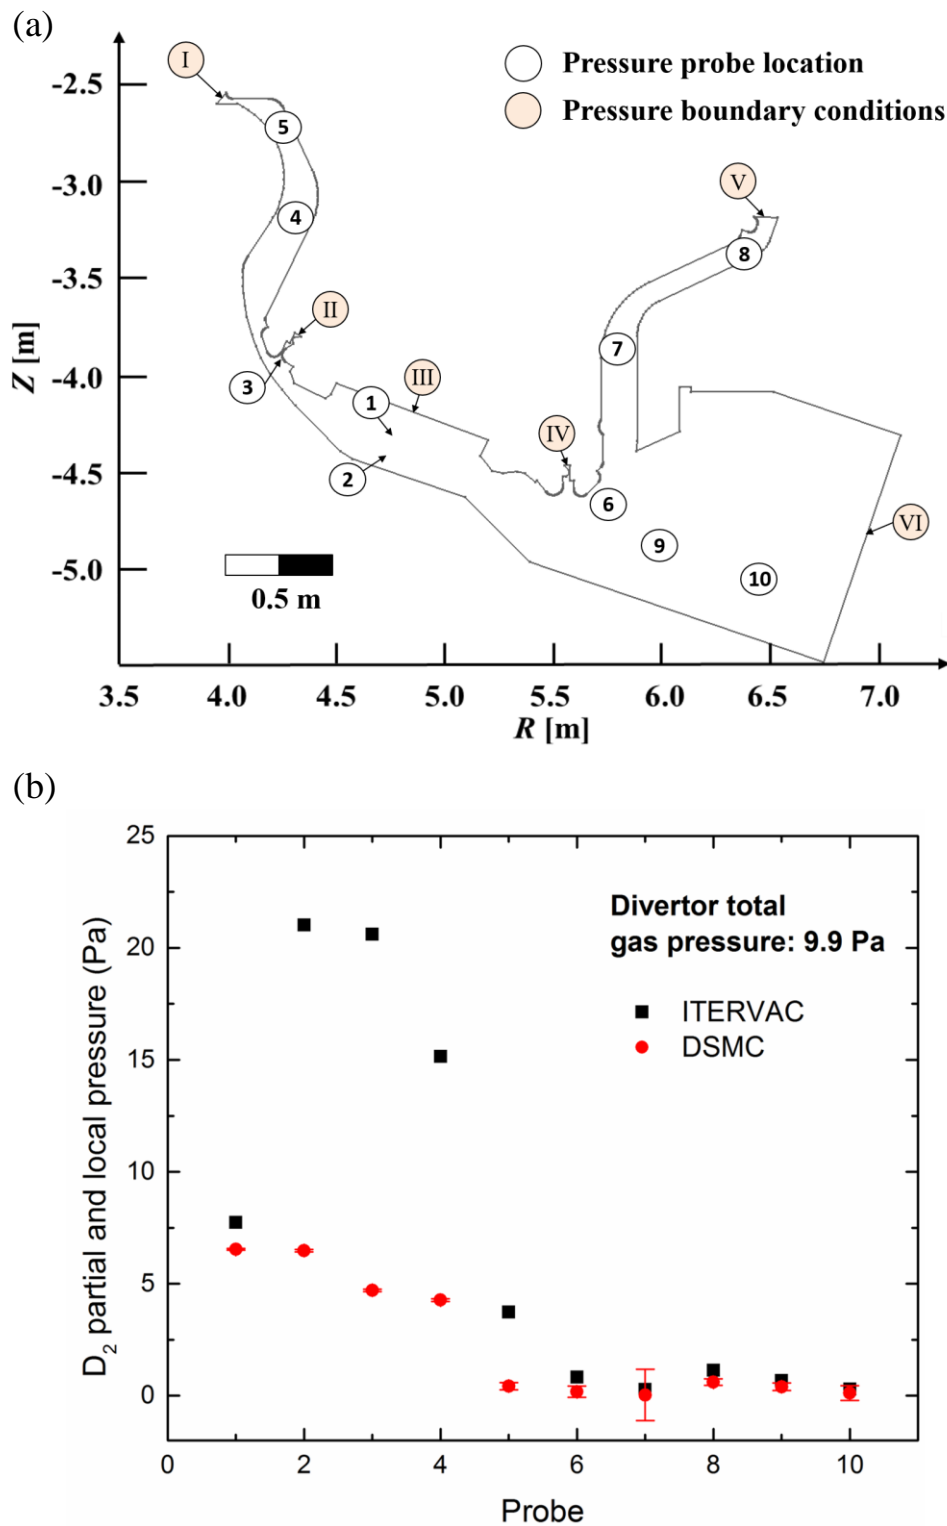 (a)
I
Pressure probe location
Pressure boundary conditions
-2.5
-3.0
-3.5
-4.0
-4.5
-5.0
Z [m]
5
4
II
3
1
III
2
V
8
7
IV
6
9
10
VI
0.5 m
3.5 4.0 4.5 5.0 5.5 6.0 6.5 7.0
R [m]
(b)
25
20
15
10
5
0
D₂ partial and local pressure (Pa)
Divertor total
gas pressure: 9.9 Pa
ITERVAC
DSMC
0 2 4 6 8 10
Probe